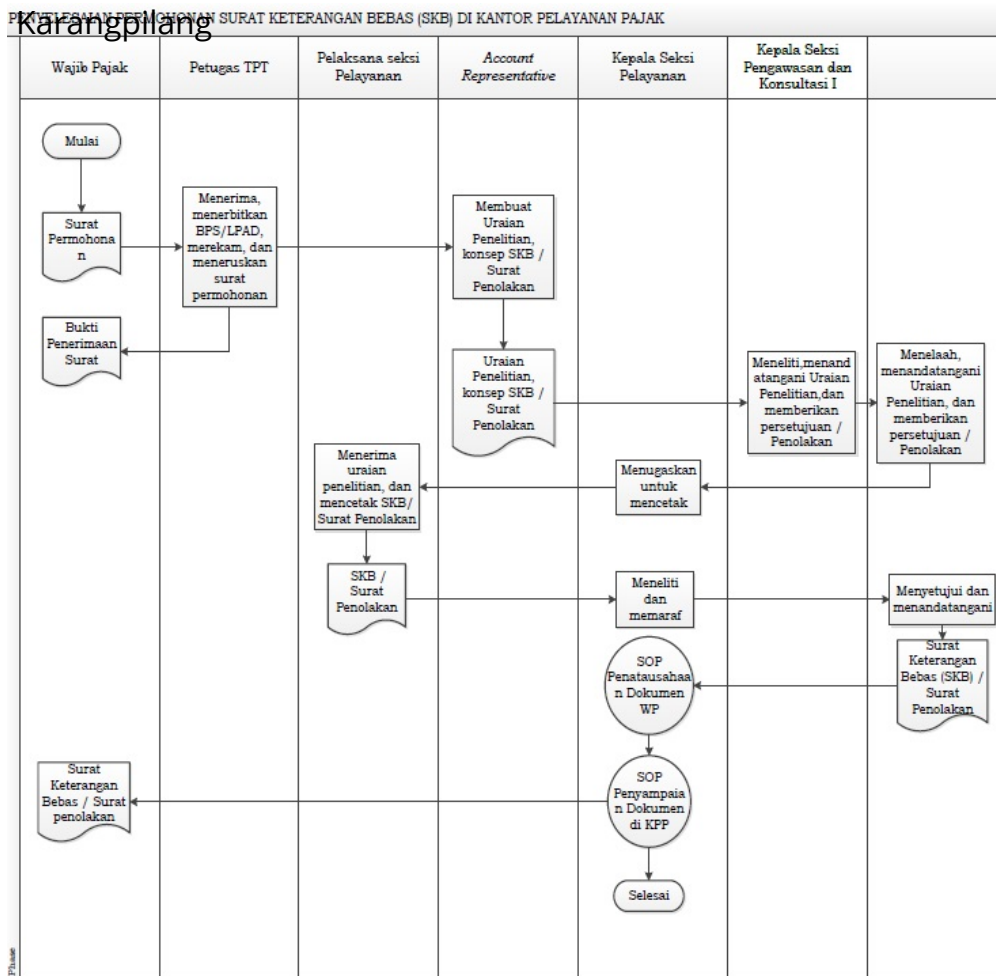 PENYELESAIAN PERMOHONAN SURAT KETERANGAN BEBAS (SKB) DI KANTOR PELAYANAN PAJAK
Karangpilang
Wajib Pajak
Petugas TPT
Pelaksana seksi
Pelayanan
Account
Representative
Kepala Seksi
Pelayanan
Kepala Seksi
Pengawasan dan
Konsultasi I
Mulai
Surat
Permohona
n
Menerima,
menerbitkan
BPS/LPAD,
merekam, dan
meneruskan
surat
permohonan
Membuat
Uraian
Penelitian,
konsep SKB /
Surat
Penolakan
Bukti
Penerimaan
Surat
Uraian
Penelitian,
konsep SKB /
Surat
Penolakan
Meneliti,menand
atangani Uraian
Penelitian,dan
memberikan
persetujuan /
Penolakan
Menelaah,
menandatangani
Uraian
Penelitian, dan
memberikan
persetujuan /
Penolakan
Menugaskan
untuk
mencetak
Menerima
uraian
penelitian, dan
mencetak SKB/
Surat Penolakan
SKB /
Surat
Penolakan
Meneliti
dan
memaraf
Menyetujui dan
menandatangani
Surat
Keterangan
Bebas (SKB) /
Surat
Penolakan
SOP
Penatausahaa
n Dokumen
WP
SOP
Penyampaia
n Dokumen
di KPP
Surat
Keterangan
Bebas / Surat
penolakan
Selesai
Phase